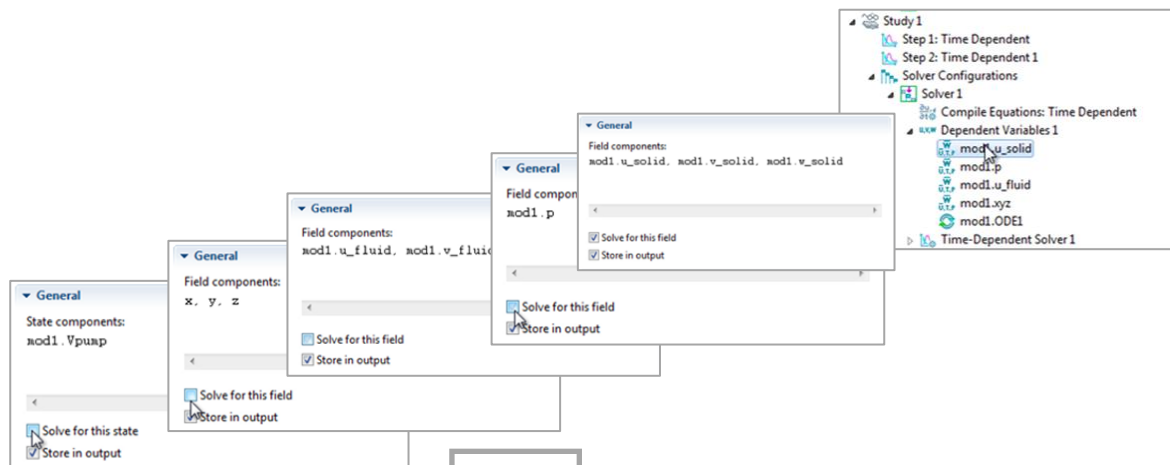 Study 1
Step 1: Time Dependent
Step 2: Time Dependent 1
Solver Configurations
Solver 1
Compile Equations: Time Dependent
Dependent Variables 1
mod1.u_solid
mod1.p
mod1.u_fluid
mod1.xyz
mod1.ODE1
Time-Dependent Solver 1
General
Field components:
mod1.u_solid, mod1.v_solid, mod1.w_solid
Solve for this field
Store in output
General
Field compon
mod1.p
Solve for this field
Store in output
General
Field components:
mod1.u_fluid, mod1.v_fluid
Solve for this field
Store in output
General
Field components:
x, y, z
Solve for this field
Store in output
General
State components:
mod1.Vpump
Solve for this state
Store in output